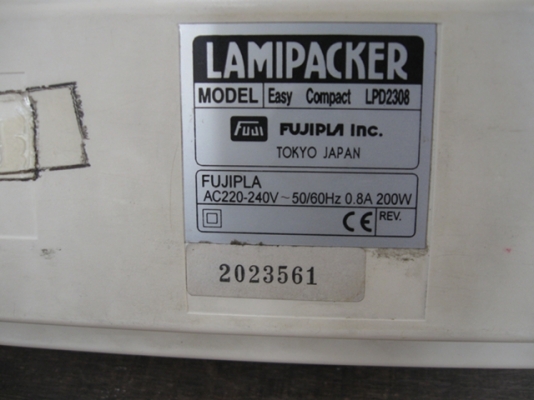 LAMIPACKER
MODEL Easy Compact LPD2308
Fuji FUJIPLA Inc.
TOKYO JAPAN
FUJIPLA
AC220-240V~50/60Hz 0.8A 200W
CE REV.
2023561